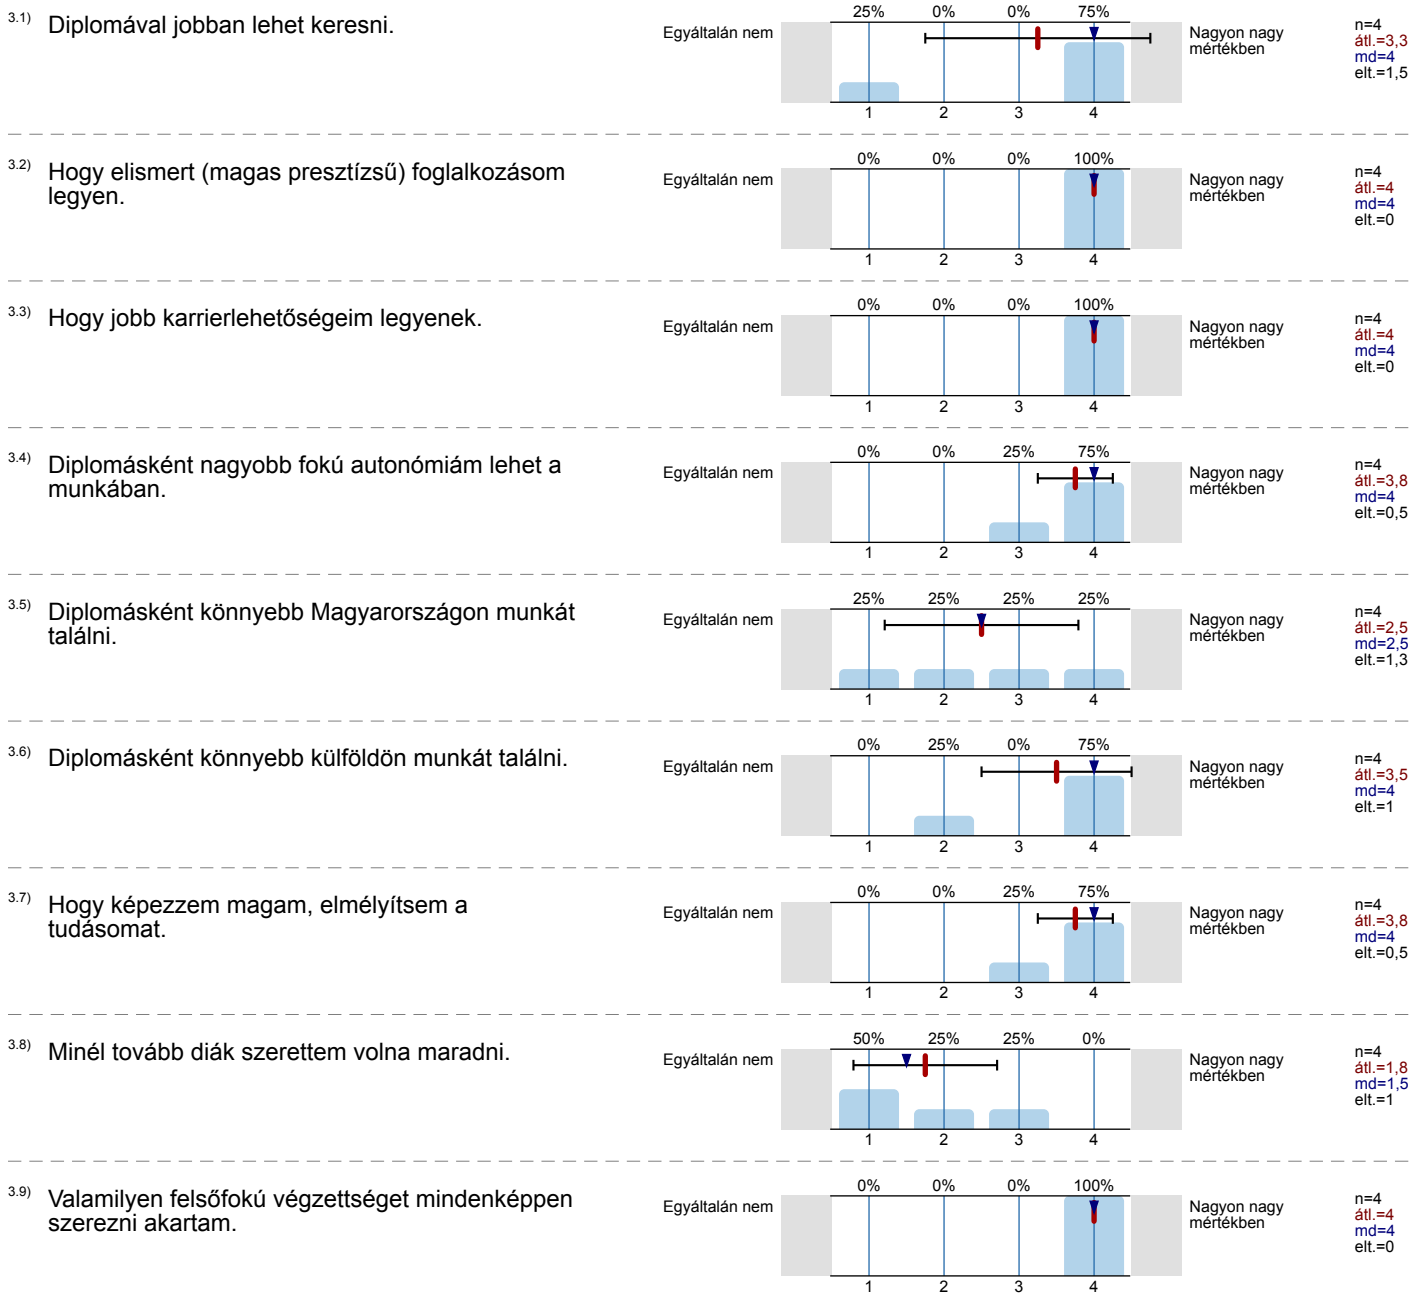 3.1) Diplomával jobban lehet keresni.
25% 0% 0% 75%
Egyáltalán nem
Nagyon nagy
mértékben
n=4
átl.=3,3
md=4
elt.=1,5
1 2 3 4
3.2) Hogy elismert (magas presztízsű) foglalkozásom
legyen.
0% 0% 0% 100%
Egyáltalán nem
Nagyon nagy
mértékben
n=4
átl.=4
md=4
elt.=0
1 2 3 4
3.3) Hogy jobb karrierlehetőségeim legyenek.
0% 0% 0% 100%
Egyáltalán nem
Nagyon nagy
mértékben
n=4
átl.=4
md=4
elt.=0
1 2 3 4
3.4) Diplomásként nagyobb fokú autonómiám lehet a
munkában.
0% 0% 25% 75%
Egyáltalán nem
Nagyon nagy
mértékben
n=4
átl.=3,8
md=4
elt.=0,5
1 2 3 4
3.5) Diplomásként könnyebb Magyarországon munkát
találni.
25% 25% 25% 25%
Egyáltalán nem
Nagyon nagy
mértékben
n=4
átl.=2,5
md=2,5
elt.=1,3
1 2 3 4
3.6) Diplomásként könnyebb külföldön munkát találni.
0% 25% 0% 75%
Egyáltalán nem
Nagyon nagy
mértékben
n=4
átl.=3,5
md=4
elt.=1
1 2 3 4
3.7) Hogy képezzem magam, elmélyítsem a
tudásomat.
0% 0% 25% 75%
Egyáltalán nem
Nagyon nagy
mértékben
n=4
átl.=3,8
md=4
elt.=0,5
1 2 3 4
3.8) Minél tovább diák szerettem volna maradni.
50% 25% 25% 0%
Egyáltalán nem
Nagyon nagy
mértékben
n=4
átl.=1,8
md=1,5
elt.=1
1 2 3 4
3.9) Valamilyen felsőfokú végzettséget mindenképpen
szerezni akartam.
0% 0% 0% 100%
Egyáltalán nem
Nagyon nagy
mértékben
n=4
átl.=4
md=4
elt.=0
1 2 3 4